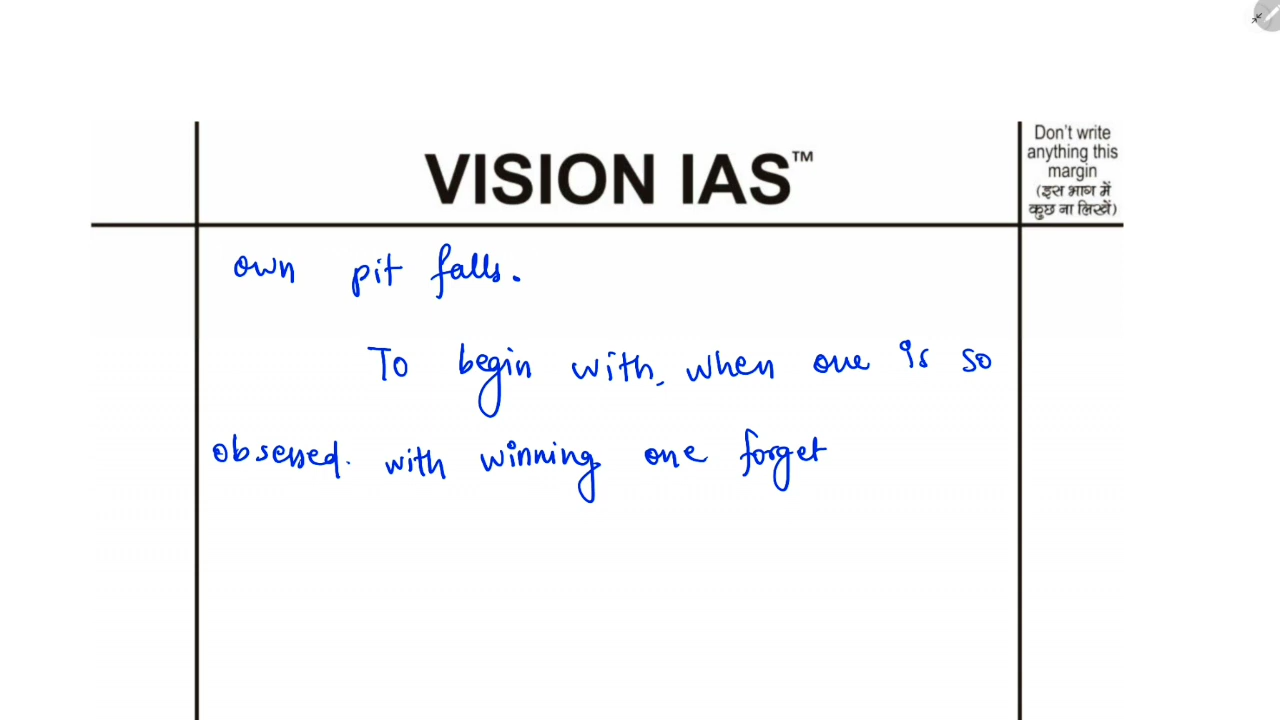 VISION IAS™
Don't write
anything this
margin
(इस भाग में
कुछ ना लिखें)
own pit falls.
To begin with, when one is so
obsessed. with winning one forget